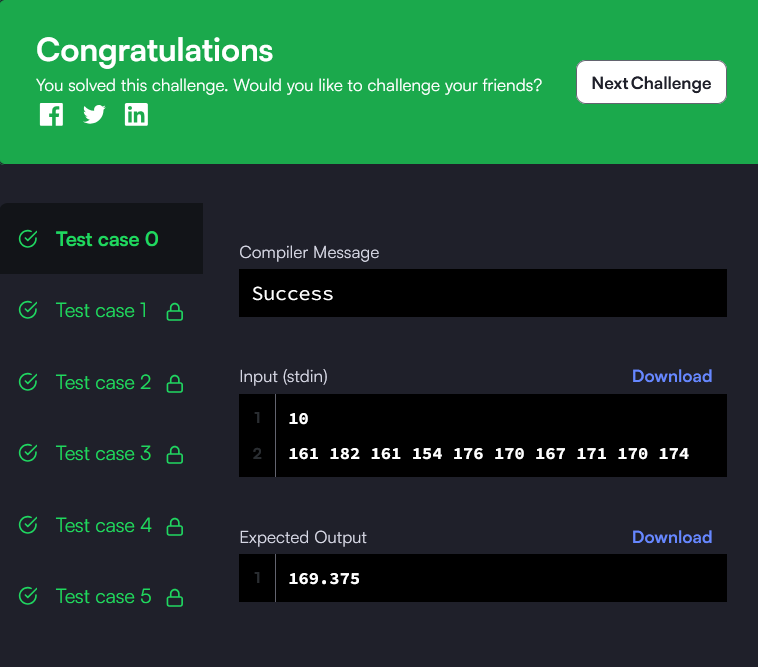 Congratulations
You solved this challenge. Would you like to challenge your friends?
Next Challenge
Test case 0
Test case 1
Test case 2
Test case 3
Test case 4
Test case 5
Compiler Message
Success
Input (stdin)
Download
1 10
2 161 182 161 154 176 170 167 171 170 174
Expected Output
Download
1 169.375